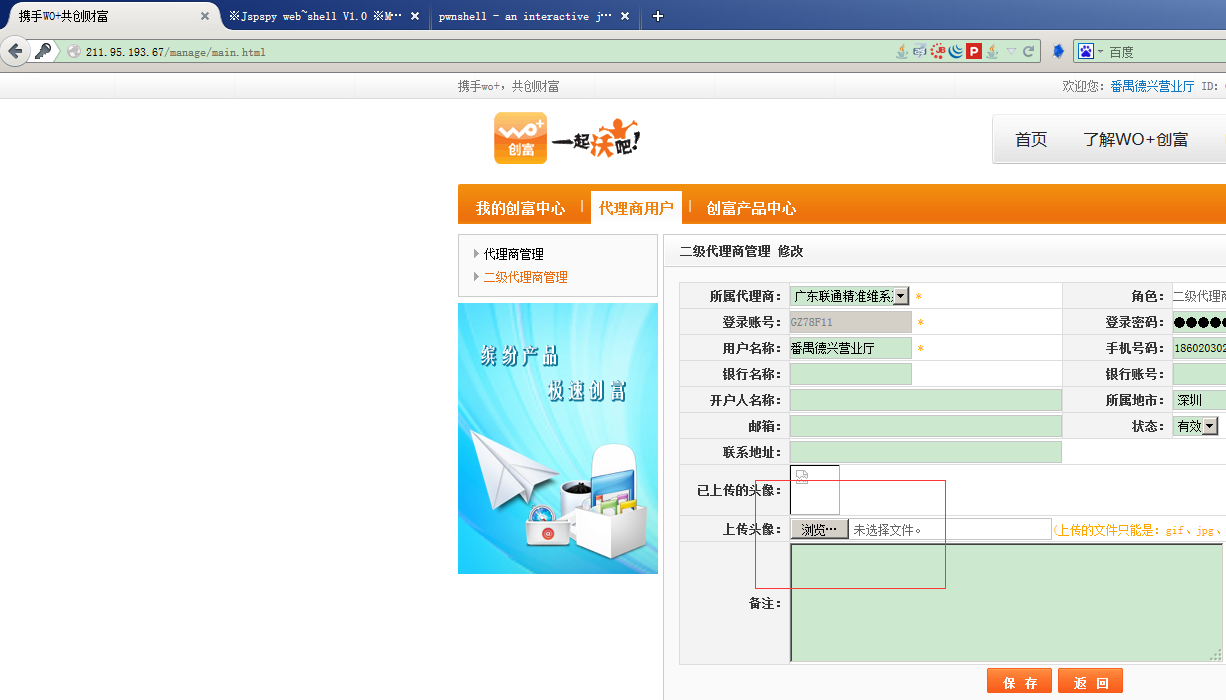 携手WO+共创财富
※Jspspy web~shell V1.0 ※M…
pwnshell - an interactive j…
211.95.193.67/manage/main.html
百度
携手wo+，共创财富
欢迎您：番禺德兴营业厅 ID：
wo+
创富
一起沃吧!
首页 了解WO+创富
我的创富中心 代理商用户 创富产品中心
代理商管理
二级代理商管理
缤纷产品
极速创富
二级代理商管理 修改
所属代理商： 广东联通精准维系 * 角色： 二级代理商
登录账号： GZ78F11 * 登录密码： ●●●●
用户名称： 番禺德兴营业厅 * 手机号码： 18602030
银行名称： 银行账号：
开户人名称： 所属地市： 深圳
邮箱： 状态： 有效
联系地址：
已上传的头像：
上传头像： 浏览… 未选择文件。 (上传的文件只能是：gif、jpg、
备注：
保 存 返 回